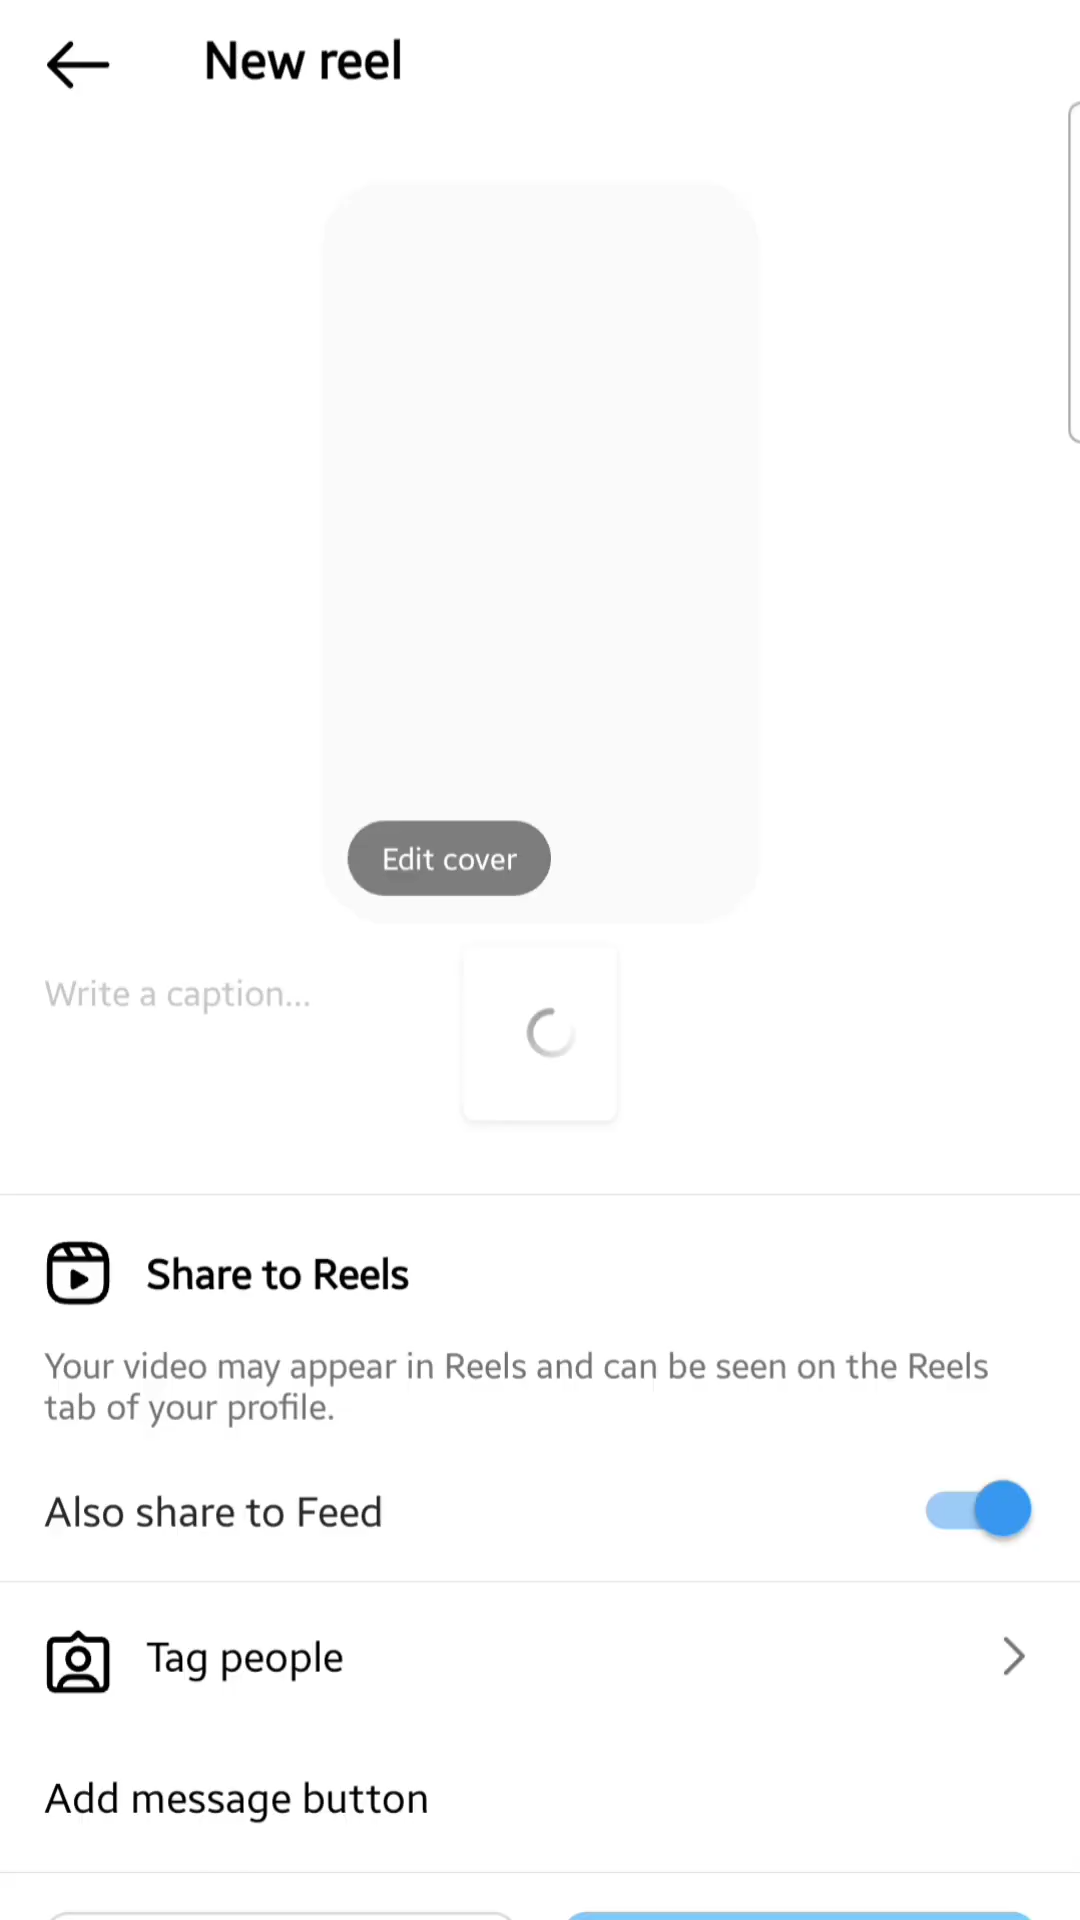 New reel
Edit cover
Write a caption...
Share to Reels
Your video may appear in Reels and can be seen on the Reels
tab of your profile.
Also share to Feed
Tag people
Add message button